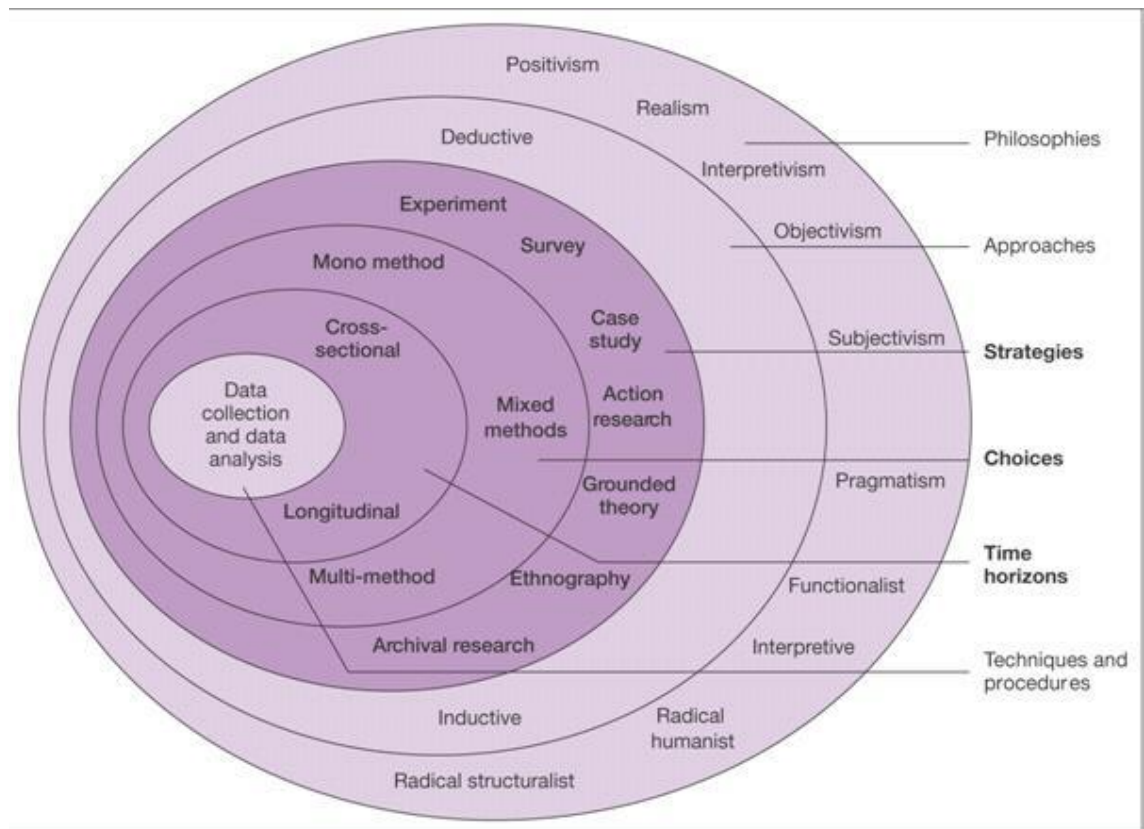 Positivism
Realism
Philosophies
Deductive
Interpretivism
Experiment
Objectivism
Approaches
Survey
Mono method
Case
study
Subjectivism
Strategies
Cross-
sectional
Data
collection
and data
analysis
Mixed
methods
Action
research
Choices
Pragmatism
Grounded
theory
Longitudinal
Time
horizons
Multi-method
Ethnography
Functionalist
Archival research
Interpretive
Techniques and
procedures
Inductive
Radical
humanist
Radical structuralist